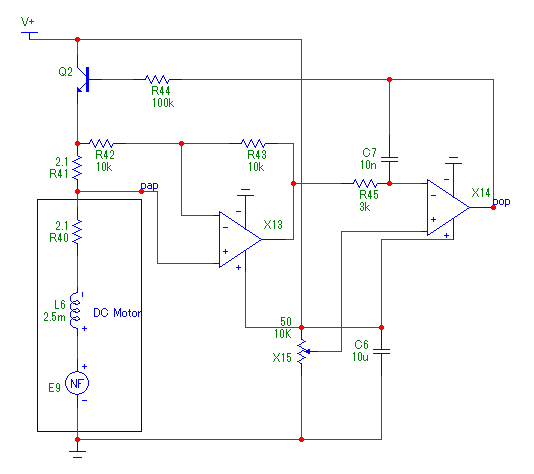 V+
Q2
R44
100k
C7
10n
2.1
R41
R42
10k
R43
10k
pap
R45
3k
X14
pop
X13
2.1
R40
L6
2.5m
DC Motor
50
10K
X15
C6
10u
E9
NF